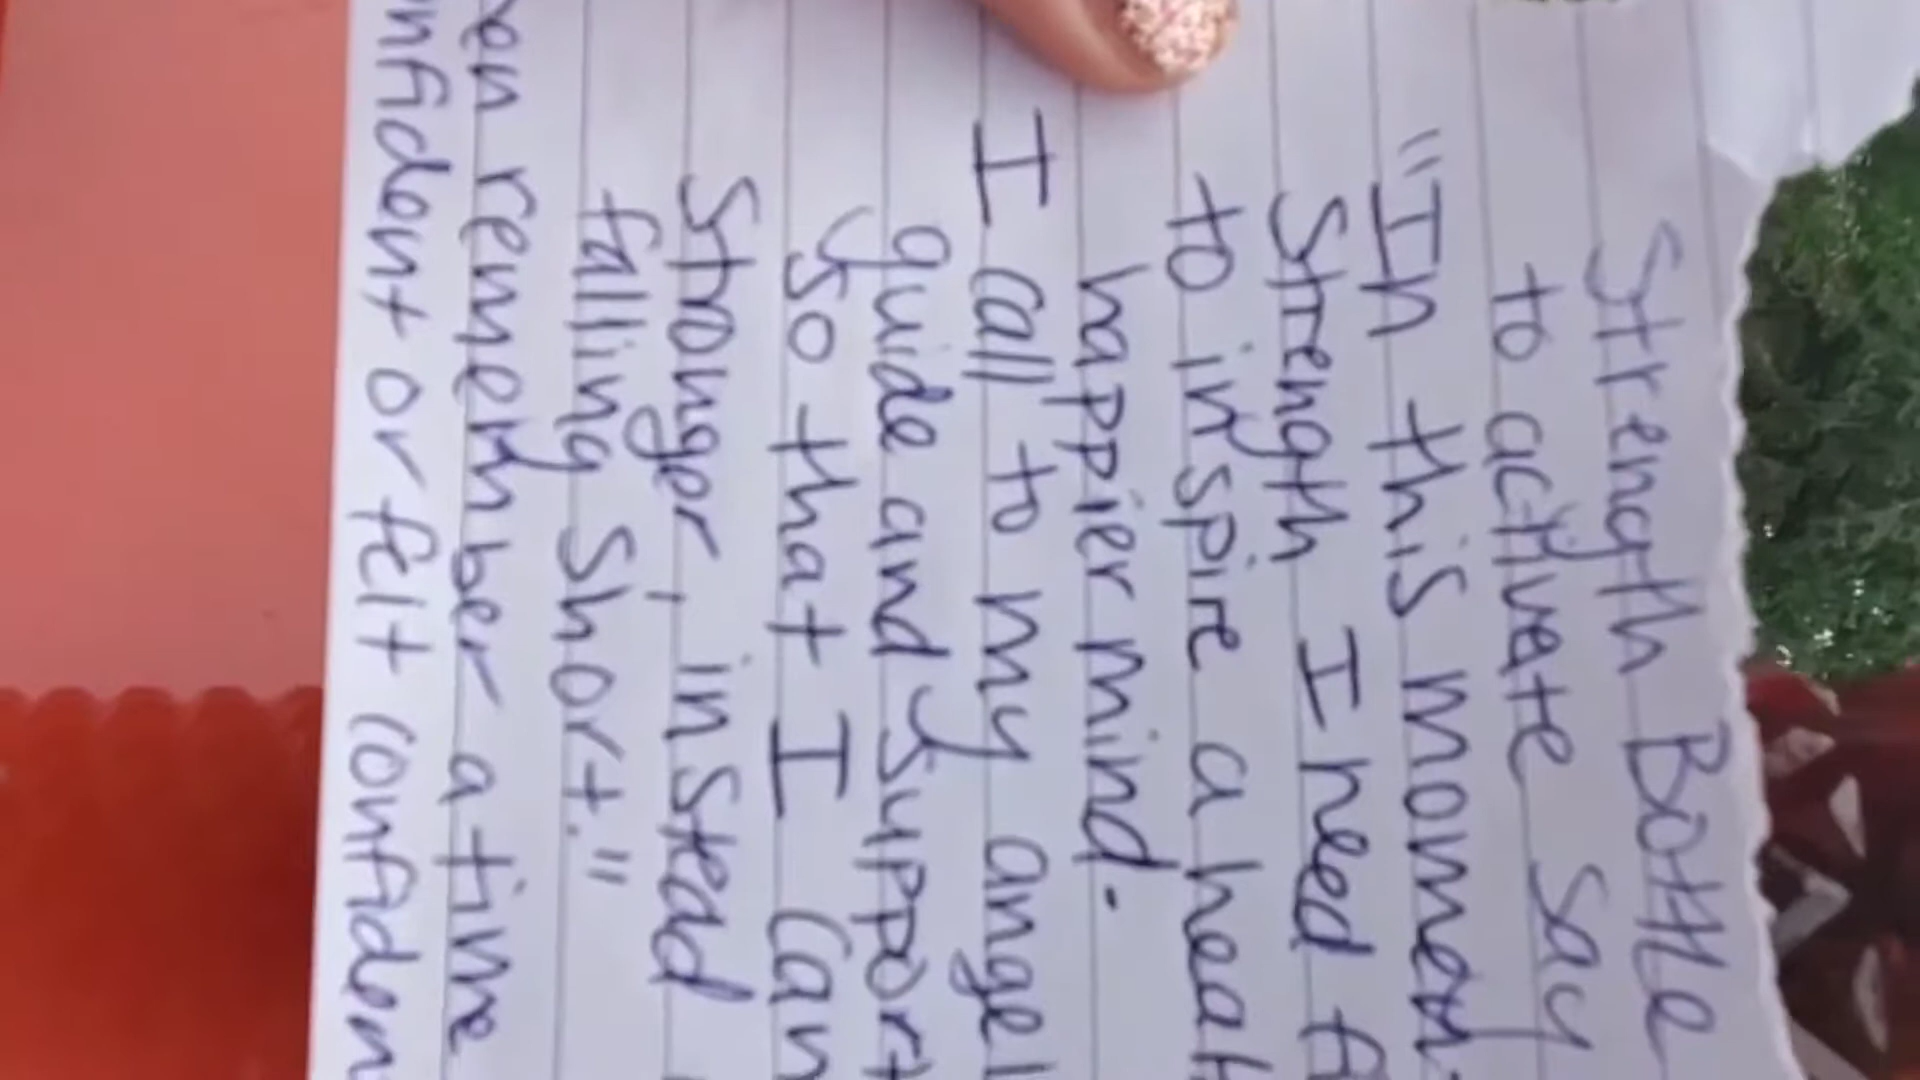 Strength Bottle
to activate say
"In this moment
Strength I need
to inspire a
happier mind.
I call to my angel
guide and support
so that I can
Stronger, instead
falling short."
remember a time
or felt